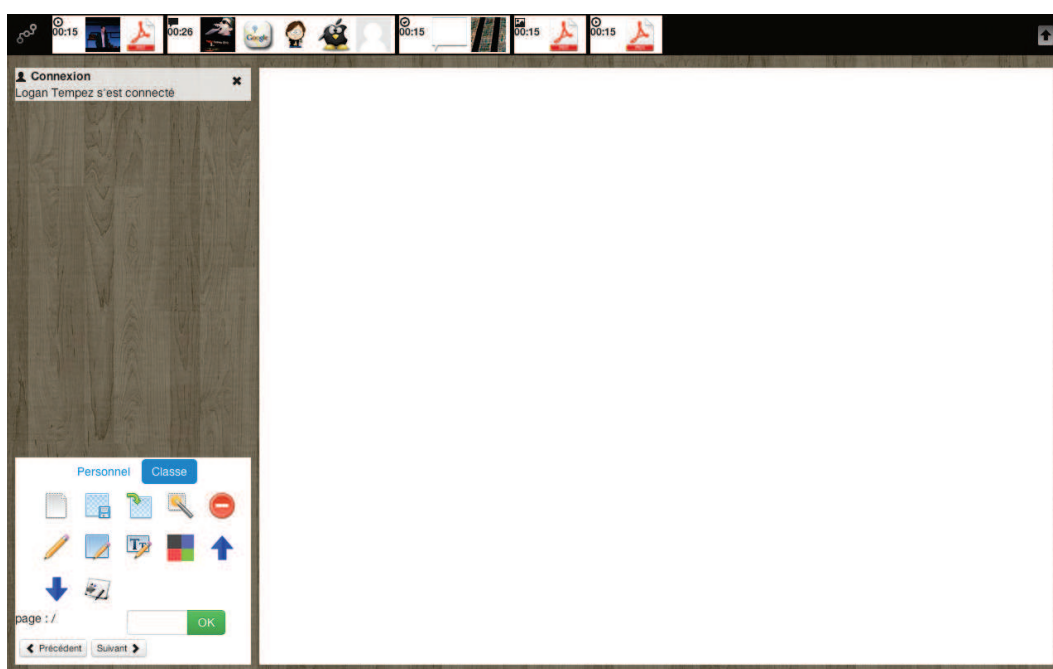 00:15
00:26
Google
00:15
00:15
00:15
Connexion
Logan Tempez s'est connecté
Personnel Classe
page : /
OK
Précédent Suivant